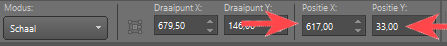 Modus: Draaipunt X: Draaipunt Y: Positie X: Positie Y:
Schaal 679,50 146,00 617,00 33,00